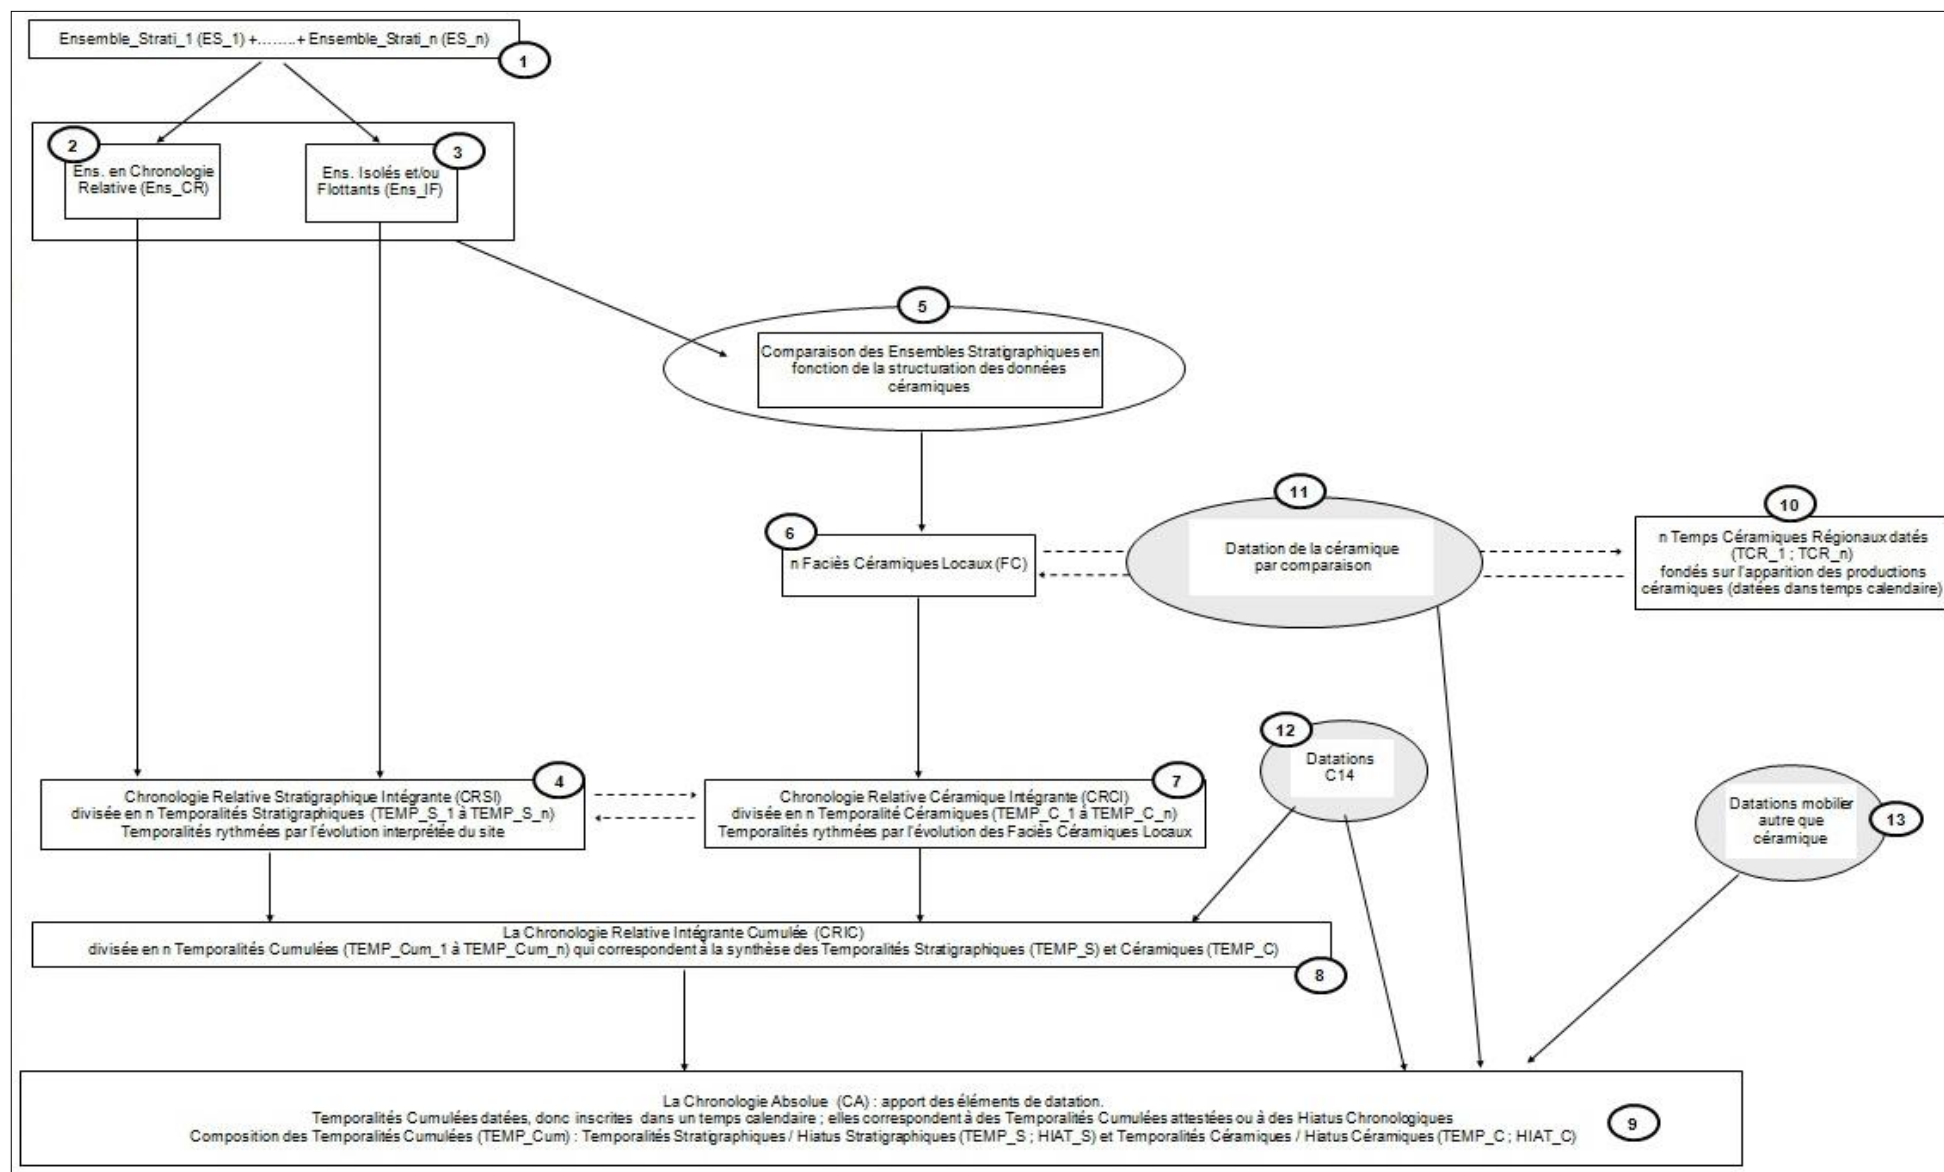 Ensemble_Strati_1 (ES_1) +........+ Ensemble_Strati_n (ES_n)
1
2
Ens. en Chronologie
Relative (Ens_CR)
3
Ens. Isolés et/ou
Flottants (Ens_IF)
5
Comparaison des Ensembles Stratigraphiques en
fonction de la structuration des données
céramiques
6
n Faciès Céramiques Locaux (FC)
11
Datation de la céramique
par comparaison
10
n Temps Céramiques Régionaux datés
(TCR_1 ; TCR_n)
fondés sur l'apparition des productions
céramiques (datées dans temps calendaire)
12
Datations
C14
4
Chronologie Relative Stratigraphique Intégrante (CRSI)
divisée en n Temporalités Stratigraphiques (TEMP_S_1 à TEMP_S_n)
Temporalités rythmées par l'évolution interprétée du site
7
Chronologie Relative Céramique Intégrante (CRCI)
divisée en n Temporalité Céramiques (TEMP_C_1 à TEMP_C_n)
Temporalités rythmées par l'évolution des Faciès Céramiques Locaux
Datations mobilier
autre que
céramique
13
La Chronologie Relative Intégrante Cumulée (CRIC)
divisée en n Temporalités Cumulées (TEMP_Cum_1 à TEMP_Cum_n) qui correspondent à la synthèse des Temporalités Stratigraphiques (TEMP_S) et Céramiques (TEMP_C)
8
La Chronologie Absolue (CA) : apport des éléments de datation.
Temporalités Cumulées datées, donc inscrites dans un temps calendaire ; elles correspondent à des Temporalités Cumulées attestées ou à des Hiatus Chronologiques
Composition des Temporalités Cumulées (TEMP_Cum) : Temporalités Stratigraphiques / Hiatus Stratigraphiques (TEMP_S ; HIAT_S) et Temporalités Céramiques / Hiatus Céramiques (TEMP_C ; HIAT_C)
9